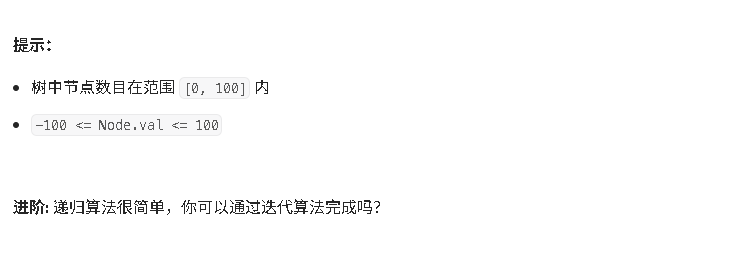 提示：
• 树中节点数目在范围 [0, 100] 内
• -100 <= Node.val <= 100
进阶: 递归算法很简单，你可以通过迭代算法完成吗？